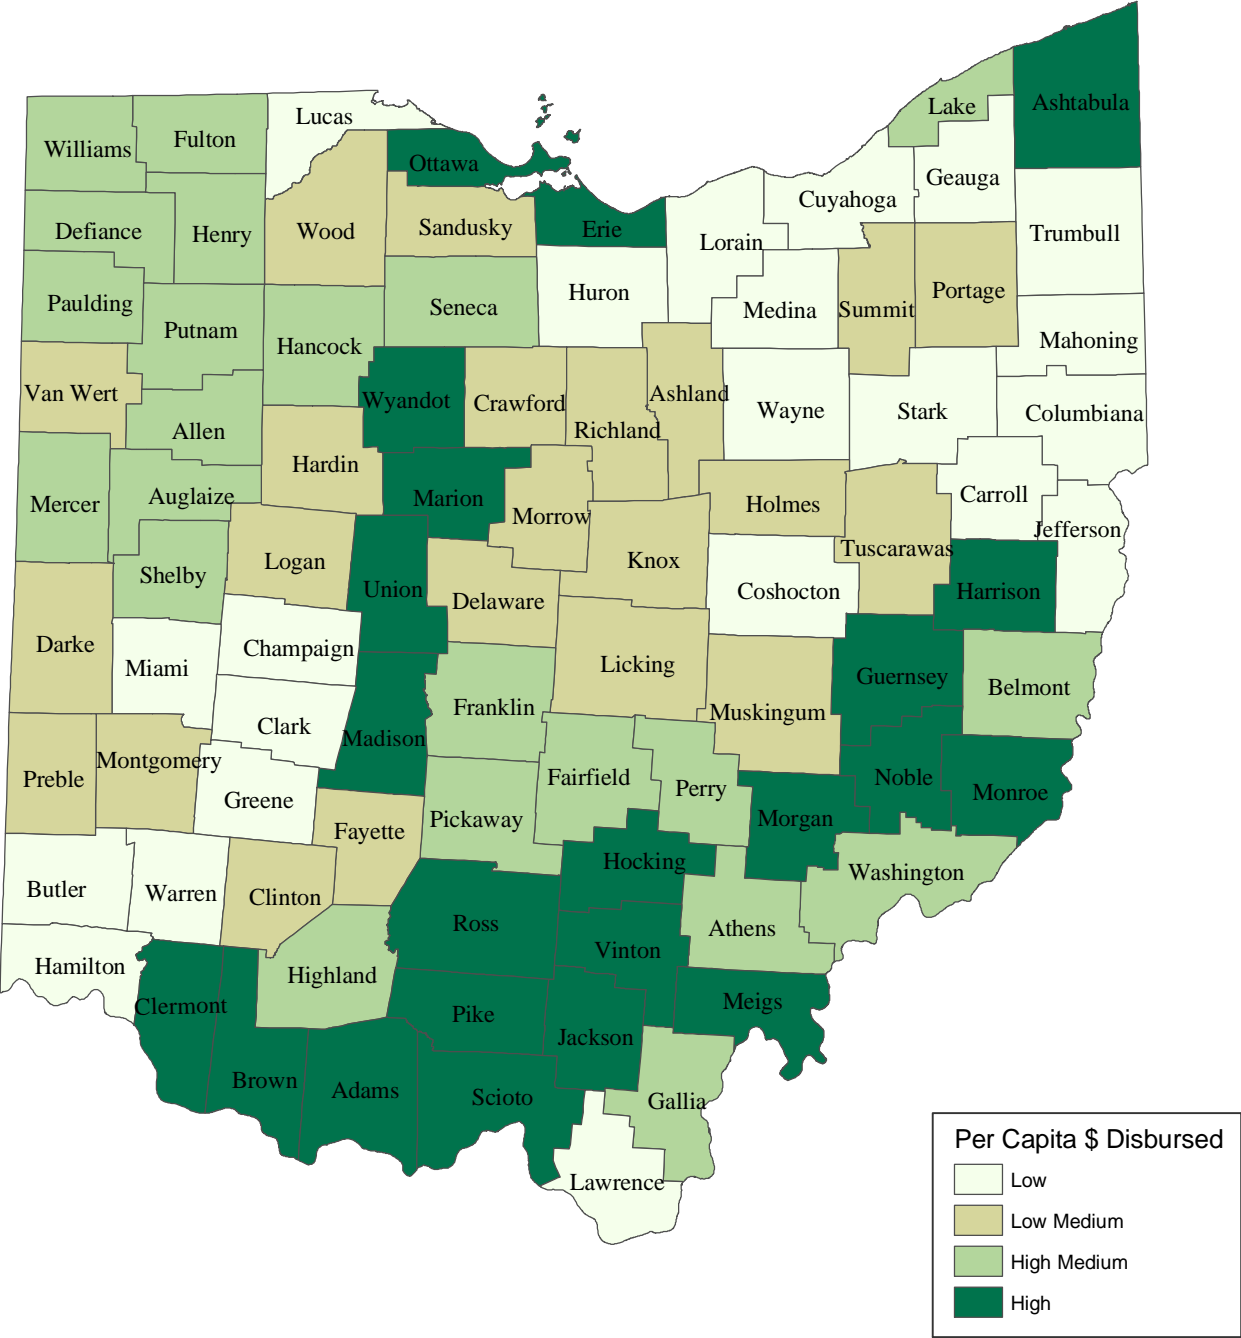 Lake
Ashtabula
Lucas
Williams
Fulton
Ottawa
Geauga
Cuyahoga
Defiance
Henry
Wood
Sandusky
Erie
Lorain
Trumbull
Paulding
Putnam
Hancock
Seneca
Huron
Medina
Summit
Portage
Mahoning
Van Wert
Allen
Wyandot
Crawford
Richland
Ashland
Wayne
Stark
Columbiana
Mercer
Auglaize
Hardin
Marion
Morrow
Holmes
Carroll
Jefferson
Shelby
Logan
Union
Delaware
Knox
Coshocton
Tuscarawas
Harrison
Darke
Miami
Champaign
Licking
Guernsey
Belmont
Clark
Madison
Franklin
Muskingum
Preble
Montgomery
Greene
Fairfield
Perry
Noble
Monroe
Fayette
Pickaway
Morgan
Butler
Warren
Clinton
Hocking
Washington
Ross
Vinton
Athens
Hamilton
Highland
Clermont
Pike
Jackson
Meigs
Brown
Adams
Scioto
Gallia
Lawrence
Per Capita $ Disbursed
Low
Low Medium
High Medium
High